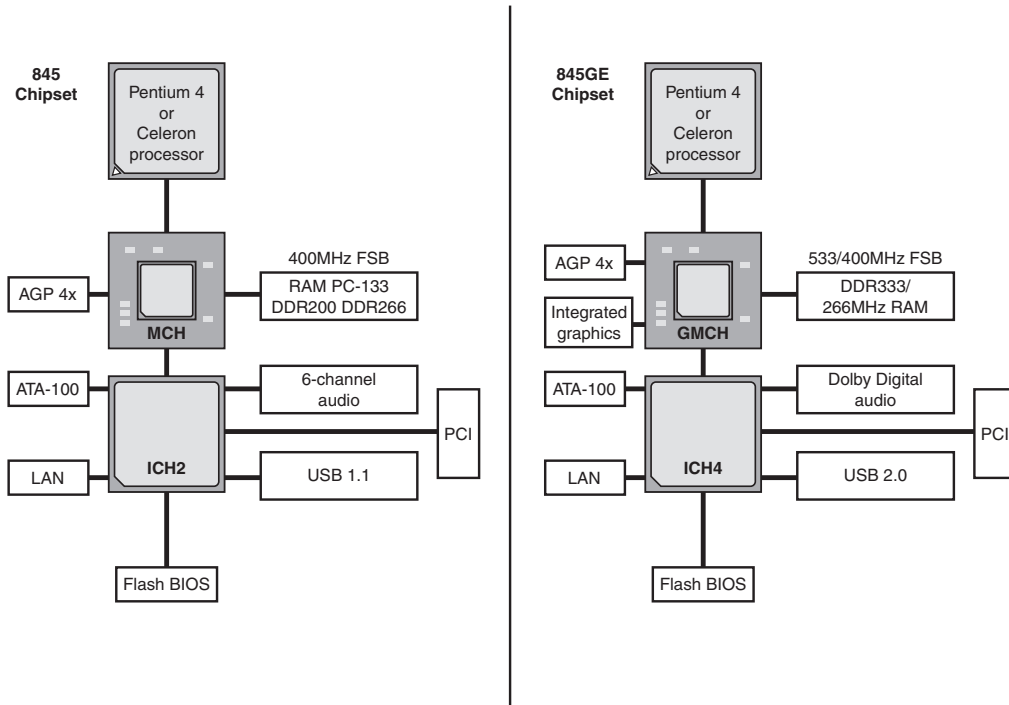 845
Chipset
Pentium 4
or
Celeron
processor
400MHz FSB
AGP 4x
RAM PC-133
DDR200 DDR266
MCH
ATA-100
6-channel
audio
PCI
ICH2
LAN
USB 1.1
Flash BIOS
845GE
Chipset
Pentium 4
or
Celeron
processor
AGP 4x
533/400MHz FSB
DDR333/
266MHz RAM
Integrated
graphics
GMCH
ATA-100
Dolby Digital
audio
PCI
ICH4
LAN
USB 2.0
Flash BIOS